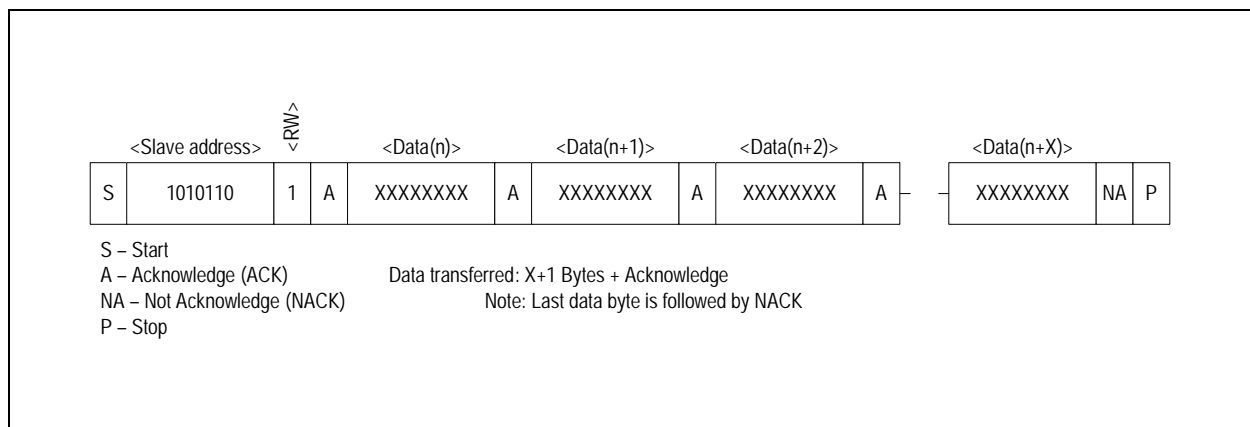 <RW>
<Slave address> <Data(n)> <Data(n+1)> <Data(n+2)> <Data(n+X)>
S 1010110 1 A XXXXXXXX A XXXXXXXX A XXXXXXXX A XXXXXXXX NA P
S – Start
A – Acknowledge (ACK) Data transferred: X+1 Bytes + Acknowledge
NA – Not Acknowledge (NACK) Note: Last data byte is followed by NACK
P – Stop